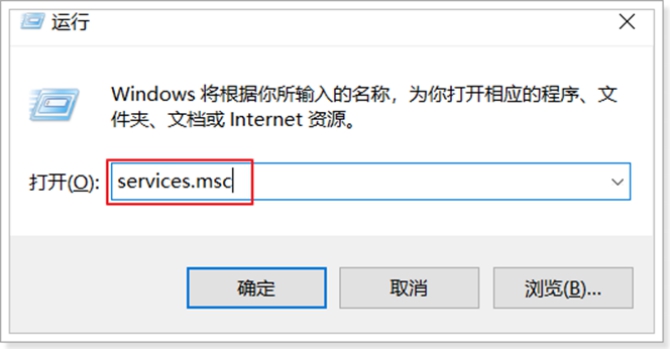 运行
Windows 将根据你所输入的名称，为你打开相应的程序、文
件夹、文档或 Internet 资源。
打开(O): services.msc
确定 取消 浏览(B)...